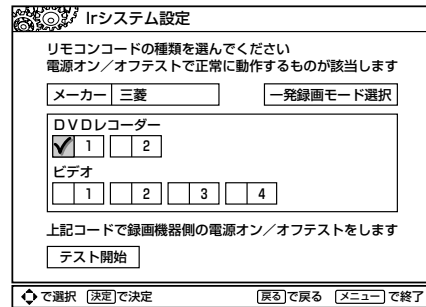 Irシステム設定
リモコンコードの種類を選んでください
電源オン／オフテストで正常に動作するものが該当します
メーカー 三菱 一発録画モード選択
ＤＶＤレコーダー
1 2
ビデオ
1 2 3 4
上記コードで録画機器側の電源オン／オフテストをします
テスト開始
で選択 決定で決定 戻るで戻る メニューで終了